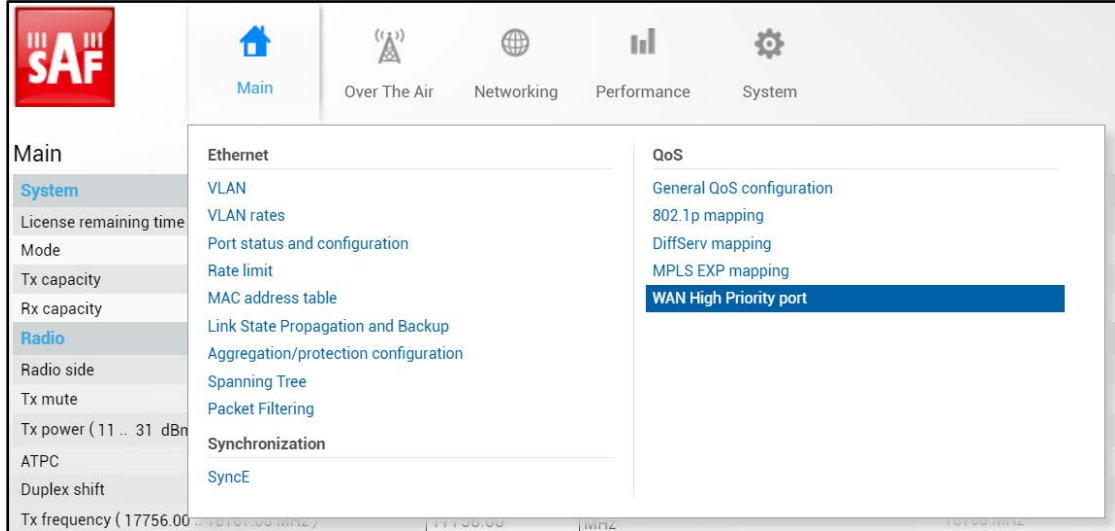 SAF
Main
Over The Air
Networking
Performance
System
Main
System
License remaining time
Mode
Tx capacity
Rx capacity
Radio
Radio side
Tx mute
Tx power ( 11 .. 31 dBm
ATPC
Duplex shift
Tx frequency ( 17756.00
Ethernet
VLAN
VLAN rates
Port status and configuration
Rate limit
MAC address table
Link State Propagation and Backup
Aggregation/protection configuration
Spanning Tree
Packet Filtering
Synchronization
SyncE
QoS
General QoS configuration
802.1p mapping
DiffServ mapping
MPLS EXP mapping
WAN High Priority port